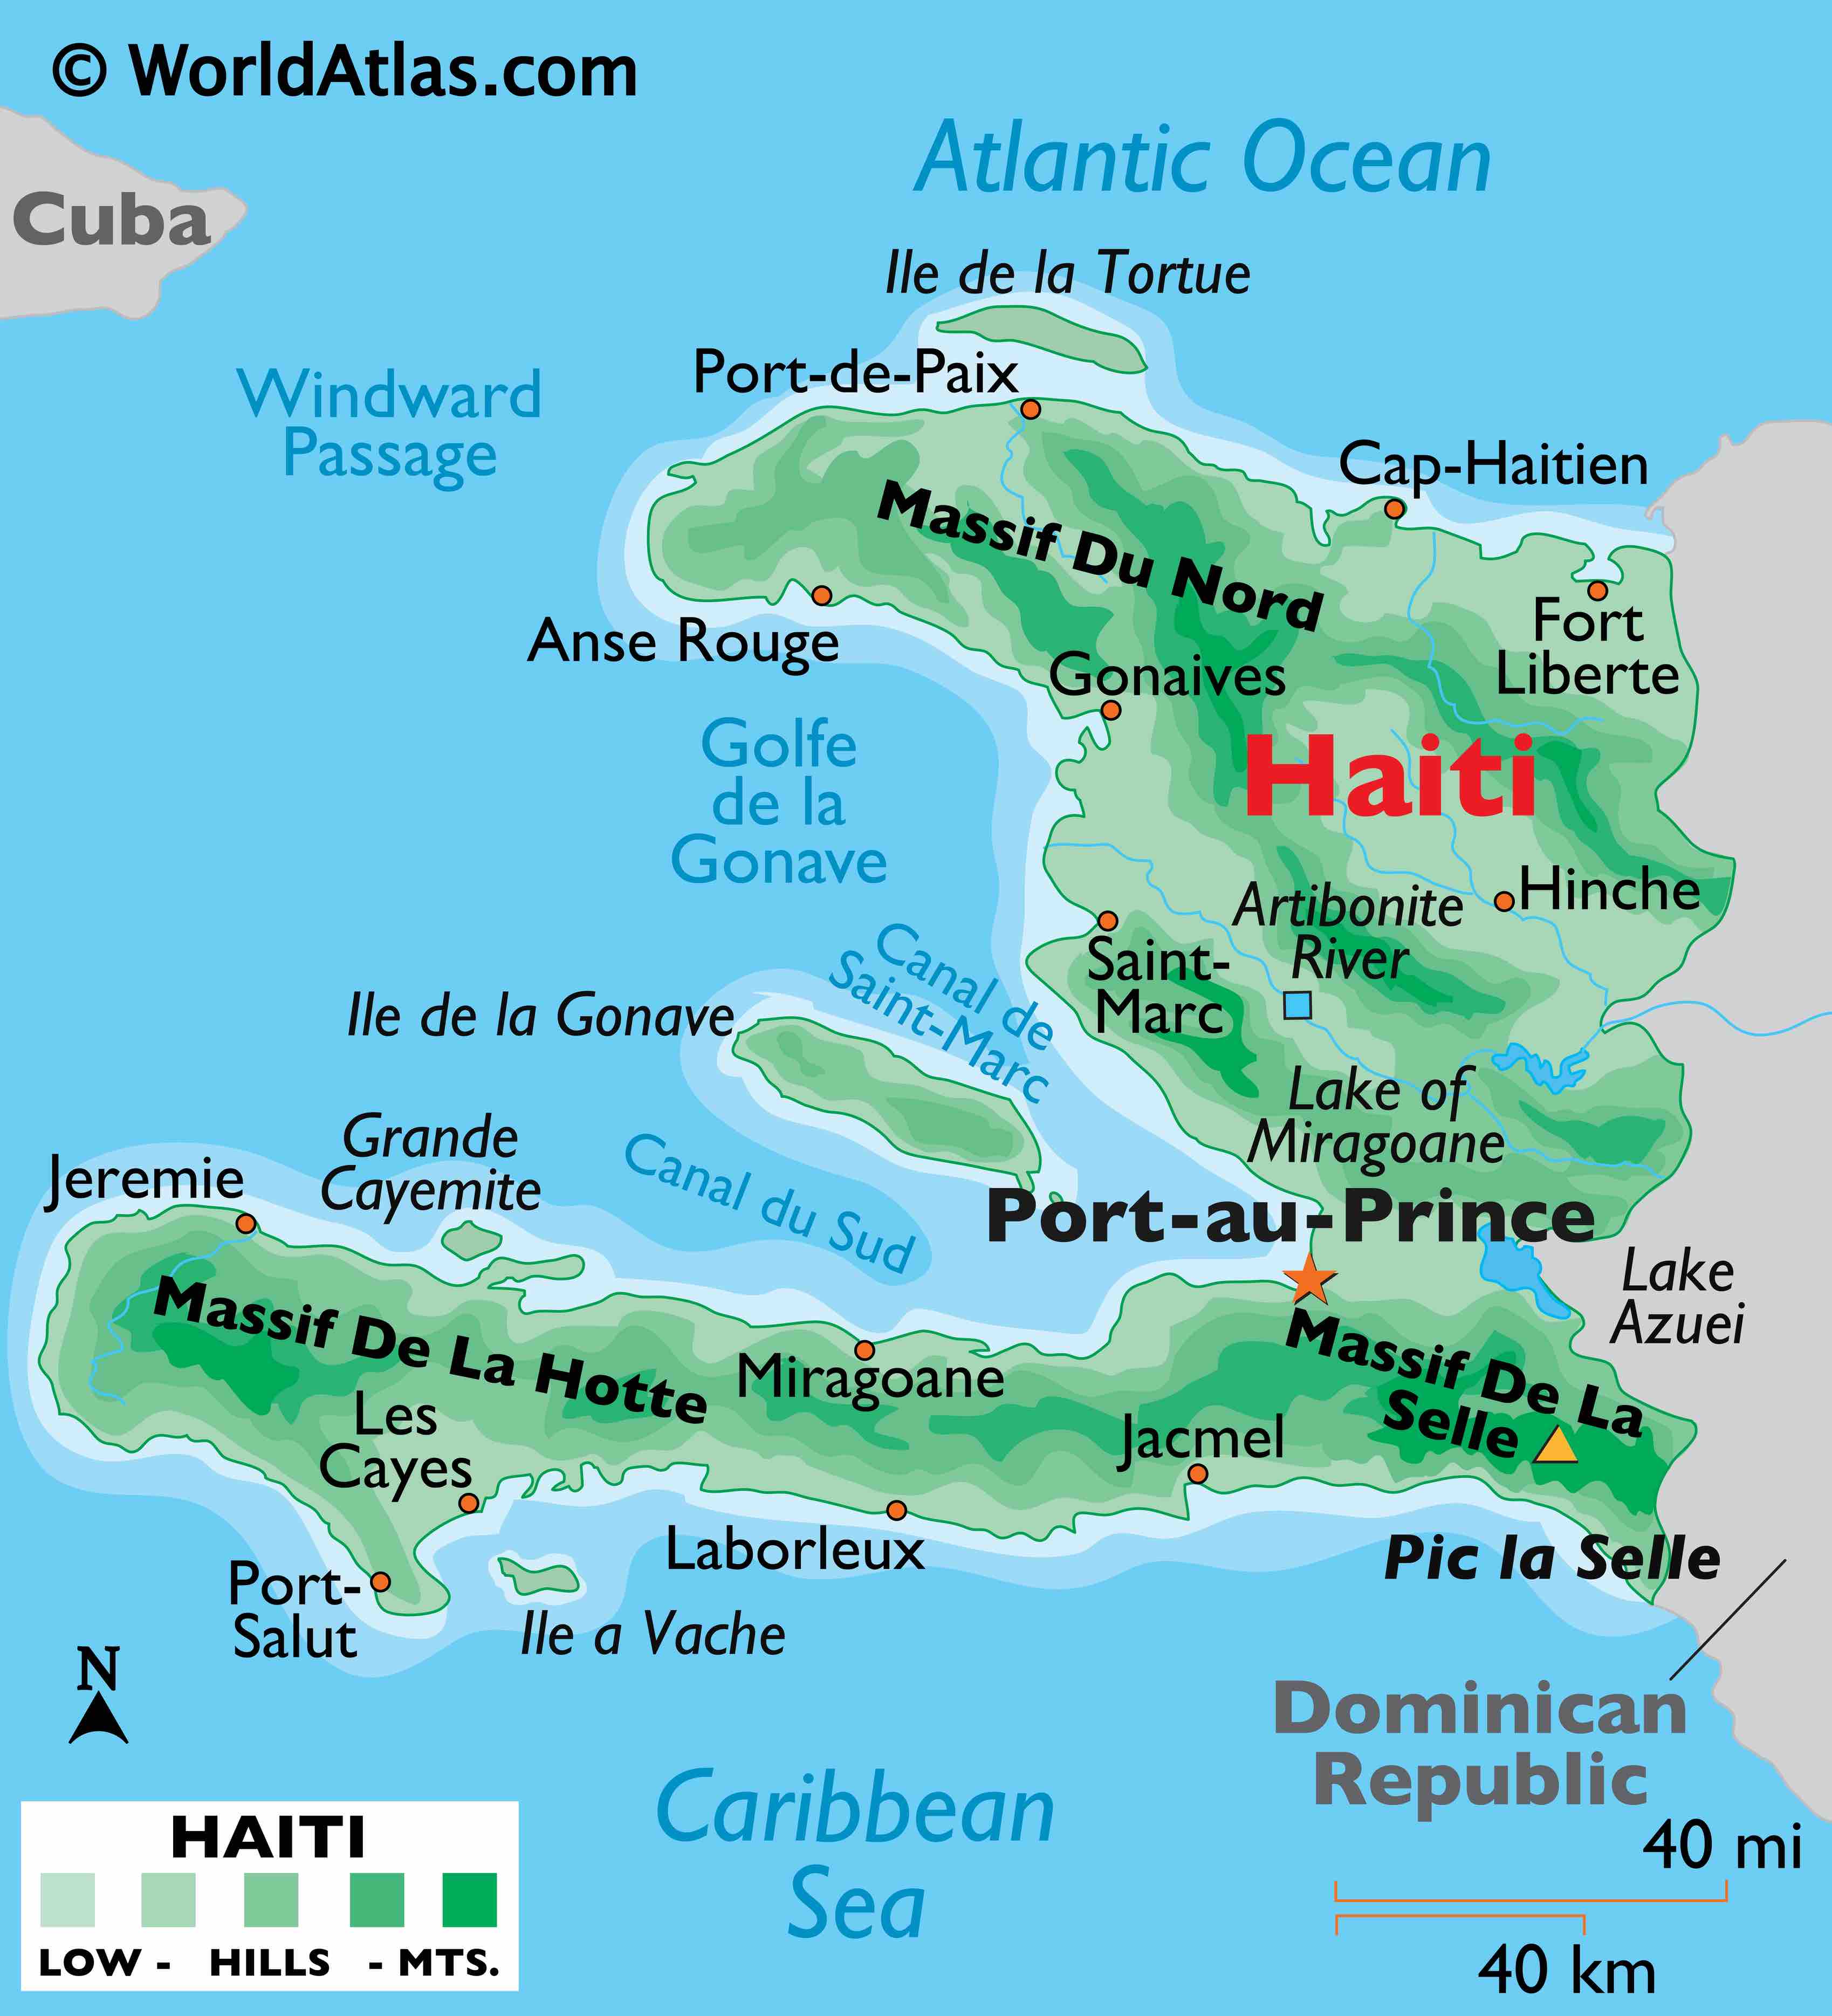 © WorldAtlas.com
Atlantic Ocean
Cuba
Ile de la Tortue
Port-de-Paix
Windward
Passage
Cap-Haitien
Massif Du Nord
Anse Rouge
Fort
Liberte
Gonaives
Golfe
de la
Gonave
Haiti
Hinche
Artibonite
River
Saint-
Marc
Canal de
Saint-Marc
Ile de la Gonave
Lake of
Miragoane
Grande
Cayemite
Jeremie
Canal du Sud
Port-au-Prince
Lake
Azuei
Massif De La Hotte
Massif De La
Selle
Miragoane
Les
Cayes
Jacmel
Laborleux
Pic la Selle
Port-
Salut
Ile a Vache
N
Dominican
Republic
Caribbean
Sea
40 mi
40 km
HAITI
LOW - HILLS - MTS.